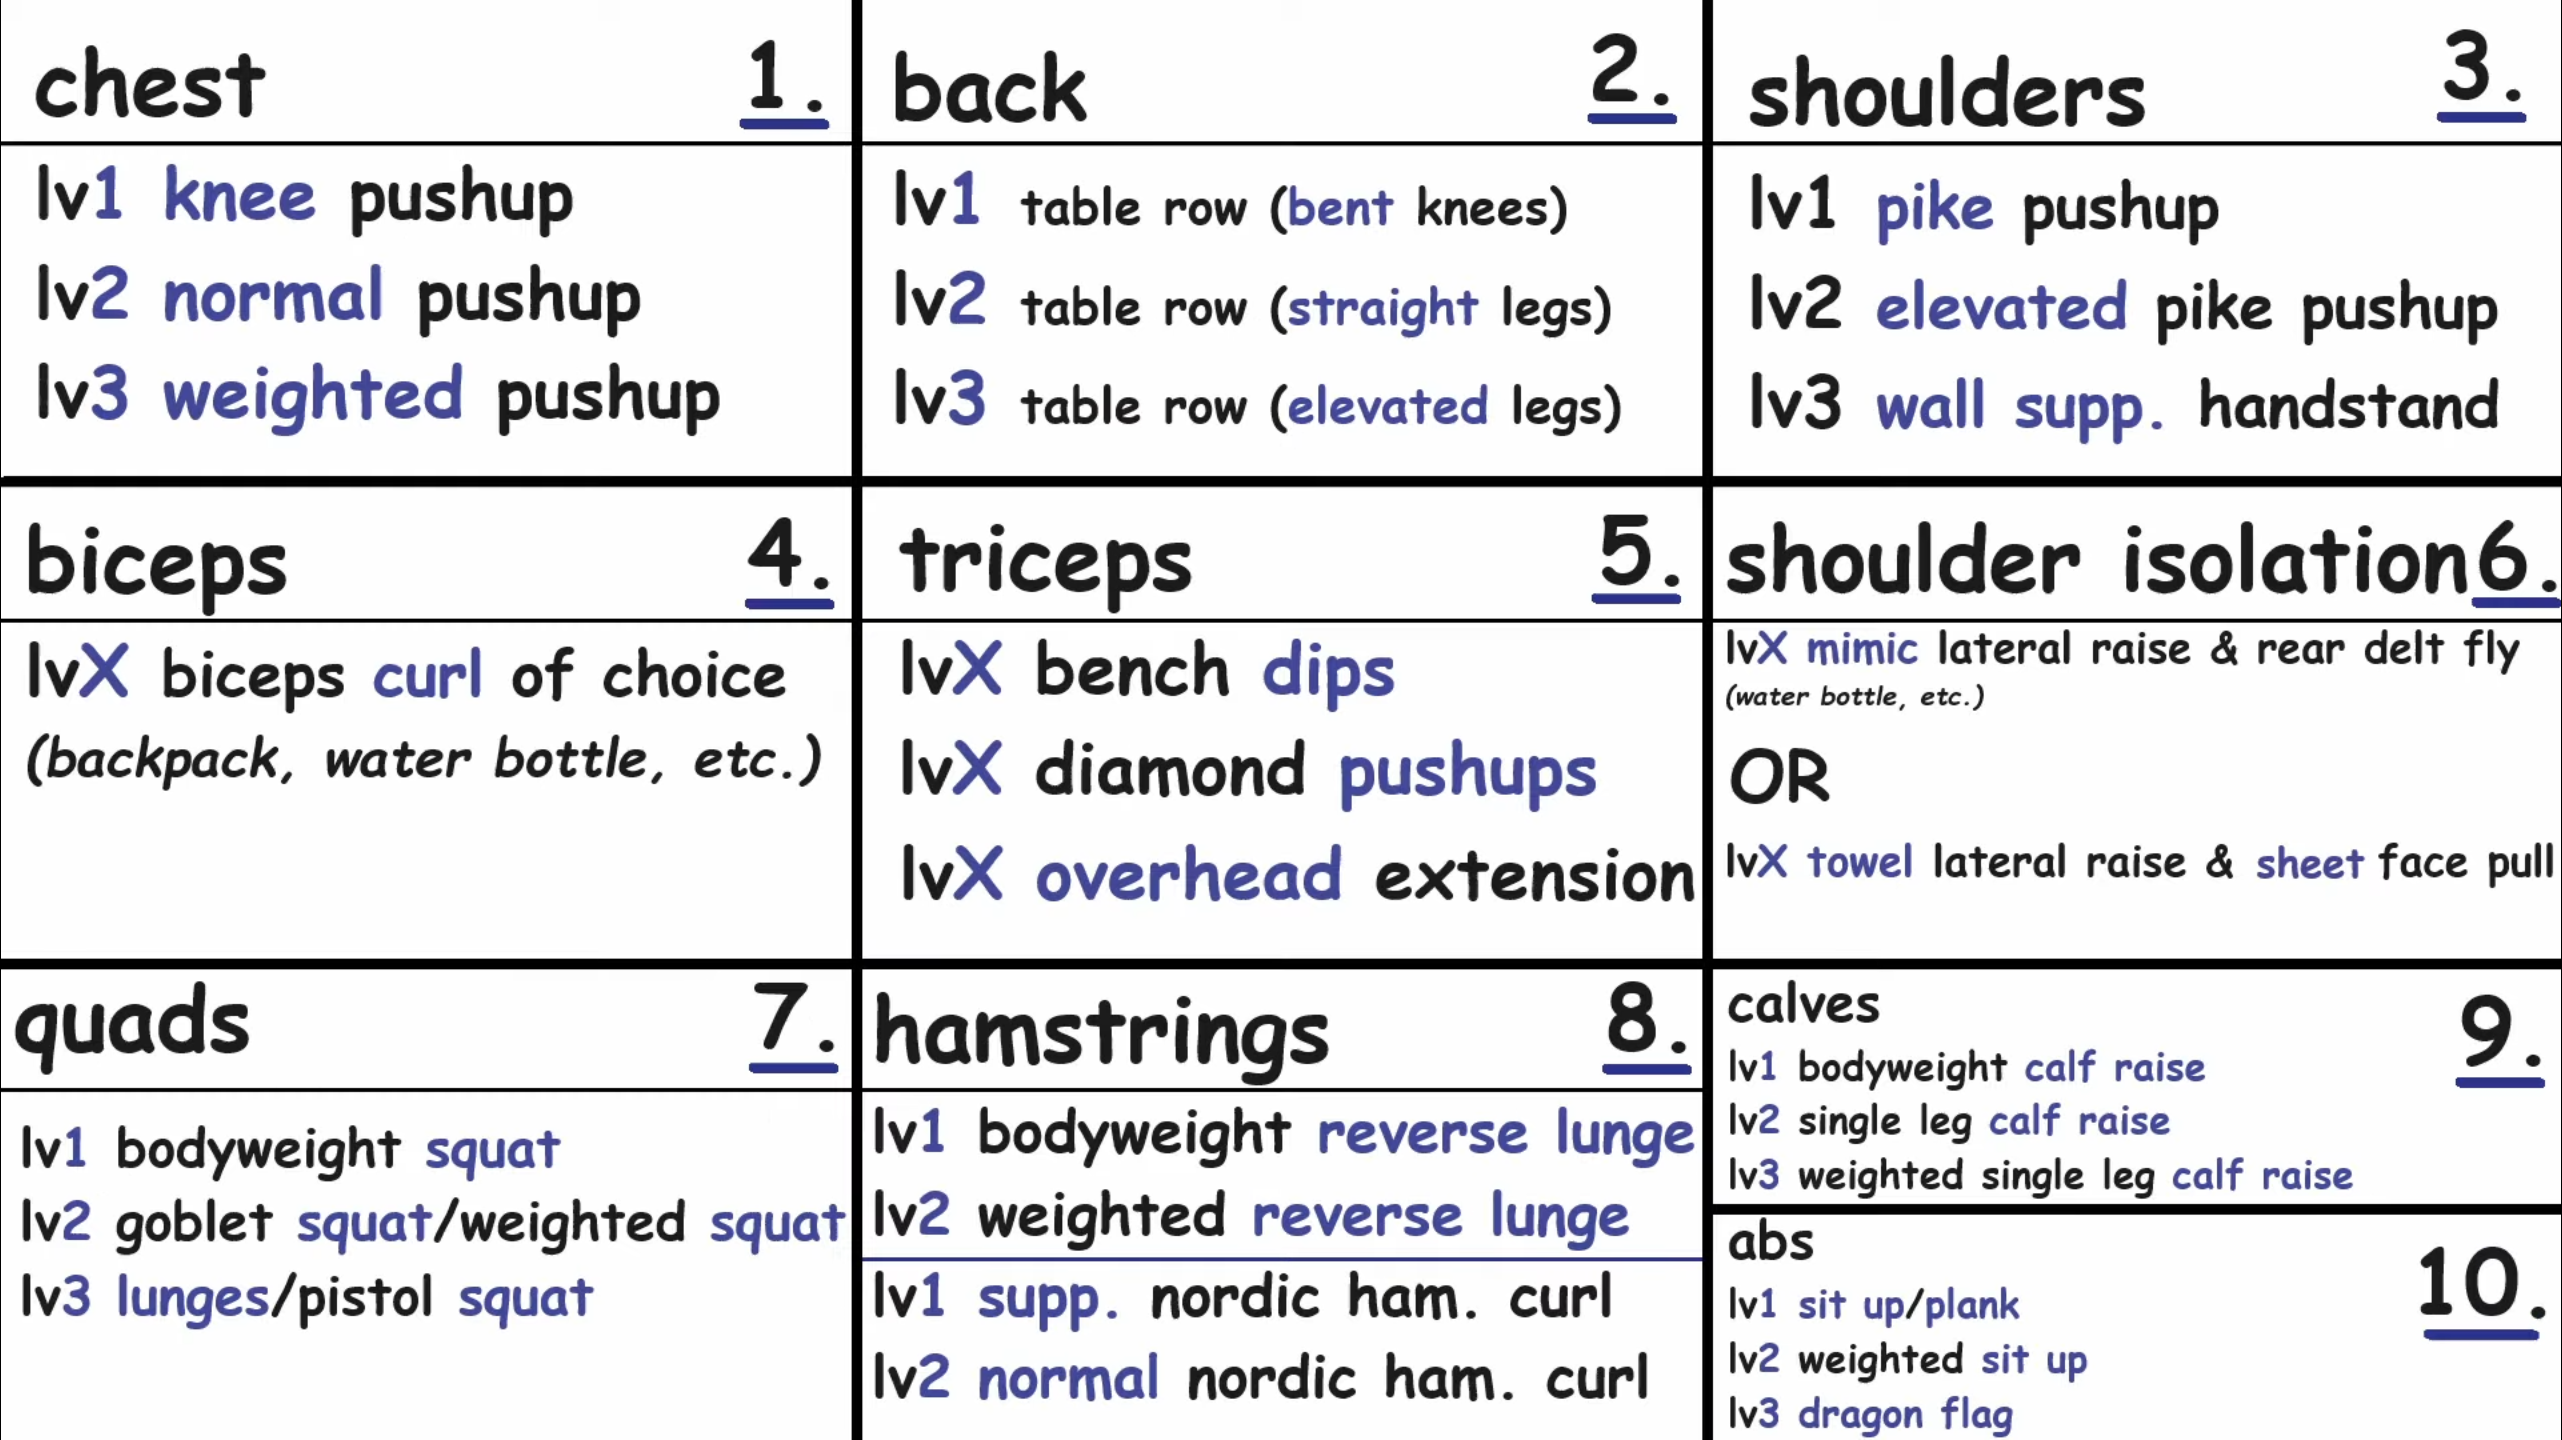 chest 1.
lv1 knee pushup
lv2 normal pushup
lv3 weighted pushup
back 2.
lv1 table row (bent knees)
lv2 table row (straight legs)
lv3 table row (elevated legs)
shoulders 3.
lv1 pike pushup
lv2 elevated pike pushup
lv3 wall supp. handstand
biceps 4.
lvX biceps curl of choice
(backpack, water bottle, etc.)
triceps 5.
lvX bench dips
lvX diamond pushups
lvX overhead extension
shoulder isolation 6.
lvX mimic lateral raise & rear delt fly
(water bottle, etc.)
OR
lvX towel lateral raise & sheet face pull
quads 7.
lv1 bodyweight squat
lv2 goblet squat/weighted squat
lv3 lunges/pistol squat
hamstrings 8.
lv1 bodyweight reverse lunge
lv2 weighted reverse lunge
lv1 supp. nordic ham. curl
lv2 normal nordic ham. curl
calves 9.
lv1 bodyweight calf raise
lv2 single leg calf raise
lv3 weighted single leg calf raise
abs 10.
lv1 sit up/plank
lv2 weighted sit up
lv3 dragon flag